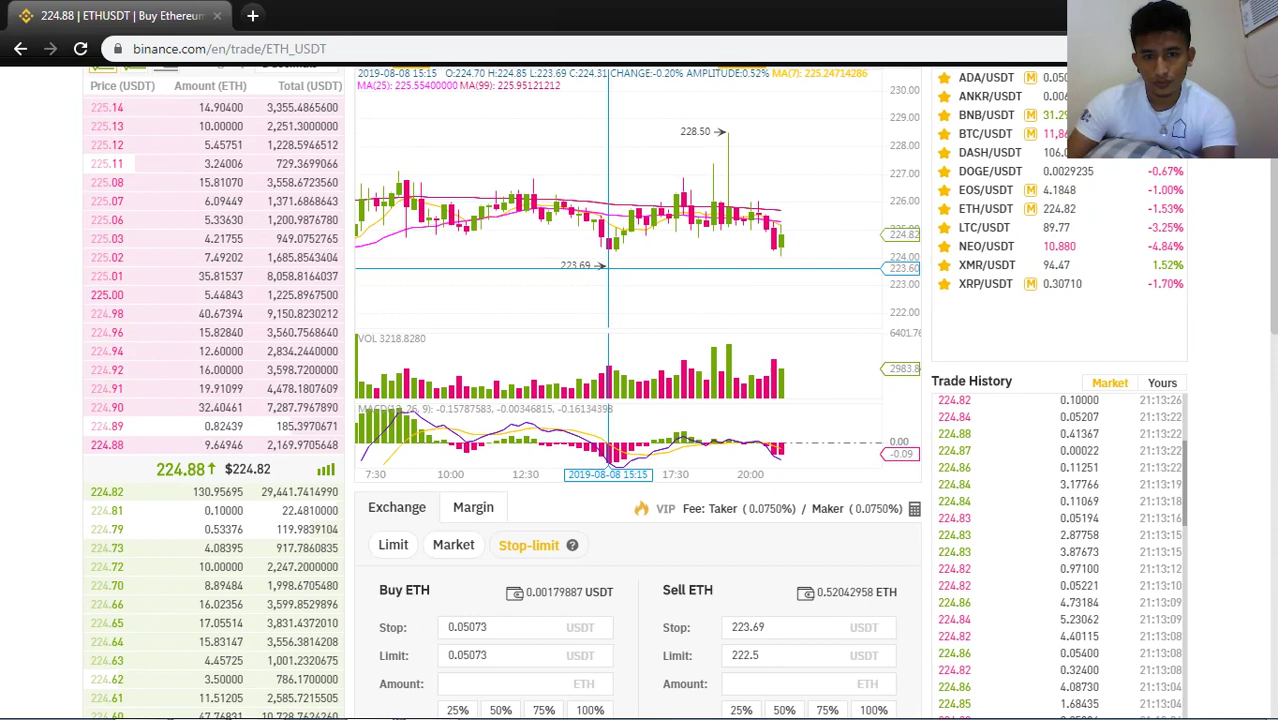 224.88 | ETHUSDT | Buy Ethereum
binance.com/en/trade/ETH_USDT
Price (USDT) Amount (ETH) Total (USDT)
225.14 14.90400 3,355.4865600
225.13 10.00000 2,251.3000000
225.12 5.45751 1,228.5946512
225.11 3.24006 729.3699066
225.08 15.81070 3,558.6723560
225.07 6.09449 1,371.6868643
225.06 5.33630 1,200.9876780
225.03 4.21755 949.0752765
225.02 7.49202 1,685.8543404
225.01 35.81537 8,058.8164037
225.00 5.44843 1,225.8967500
224.98 40.67394 9,150.8230212
224.96 15.82840 3,560.7568640
224.94 12.60000 2,834.2440000
224.92 16.00000 3,598.7200000
224.91 19.91099 4,478.1807609
224.90 32.40461 7,287.7967890
224.89 0.82439 185.3970671
224.88 9.64946 2,169.9705648
224.88↑ $224.82
224.82 130.95695 29,441.7414990
224.81 0.10000 22.4810000
224.79 0.53376 119.9839104
224.73 4.08395 917.7860835
224.72 10.00000 2,247.2000000
224.70 8.89484 1,998.6705480
224.66 16.02356 3,599.8529896
224.65 17.05514 3,831.4372010
224.64 15.83147 3,556.3814208
224.63 4.45725 1,001.2320675
224.62 3.50000 786.1700000
224.61 11.51205 2,585.7215505
224.60 47.76831
2019-08-08 15:15 O:224.70 H:224.85 L:223.69 C:224.31 CHANGE:-0.20% AMPLITUDE:0.52% MA(7): 225.24714286
MA(25): 225.55400000 MA(99): 225.95121212
230.00
229.00
228.50
228.00
227.00
226.00
224.82
224.00
223.69
223.60
223.00
222.00
VOL 3218.8280
6401.76
2983.8
MACD(12, 26, 9): -0.15787583, -0.00346815, -0.16134398
0.00
-0.09
7:30 10:00 12:30 2019-08-08 15:15 17:30 20:00
Exchange Margin
VIP Fee: Taker ( 0.0750% ) / Maker ( 0.0750% )
Limit Market Stop-limit ?
Buy ETH 0.00179887 USDT
Stop: 0.05073 USDT
Limit: 0.05073 USDT
Amount: ETH
25% 50% 75% 100%
Sell ETH 0.52042958 ETH
Stop: 223.69 USDT
Limit: 222.5 USDT
Amount: ETH
25% 50% 75% 100%
ADA/USDT M
ANKR/USDT
BNB/USDT M
BTC/USDT M
DASH/USDT
DOGE/USDT 0.0029235 -0.67%
EOS/USDT 4.1848 -1.00%
ETH/USDT M 224.82 -1.53%
LTC/USDT 89.77 -3.25%
NEO/USDT 10.880 -4.84%
XMR/USDT 94.47 1.52%
XRP/USDT M 0.30710 -1.70%
Trade History Market Yours
224.82 0.10000 21:13:26
224.84 0.05207 21:13:22
224.88 0.41367 21:13:22
224.87 0.00022 21:13:22
224.86 0.11251 21:13:22
224.84 3.17766 21:13:19
224.84 0.11069 21:13:18
224.83 0.05194 21:13:16
224.83 2.87758 21:13:15
224.83 3.87673 21:13:15
224.82 0.97100 21:13:12
224.82 0.05221 21:13:10
224.86 4.73184 21:13:09
224.84 5.23062 21:13:09
224.82 4.40115 21:13:08
224.86 0.05400 21:13:08
224.82 0.32400 21:13:08
224.86 4.08730 21:13:04
224.85 1.68435 21:13:04